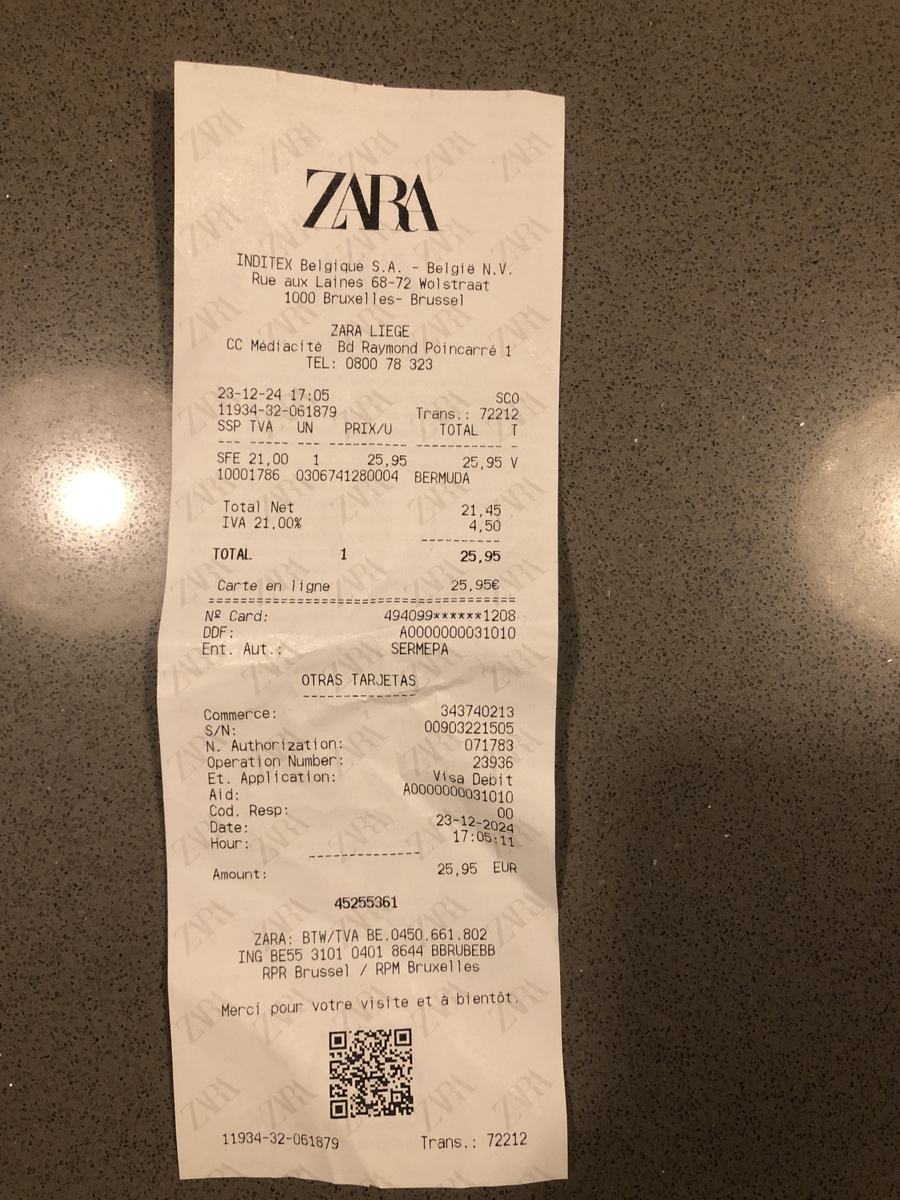 ZARA
INDITEX Belgique S.A. - België N.V.
Rue aux Laines 68-72 Wolstraat
1000 Bruxelles- Brussel
ZARA LIEGE
CC Médiacité Bd Raymond Poincarré 1
TEL: 0800 78 323
23-12-24 17:05 SCO
11934-32-061879 Trans.: 72212
SSP TVA UN PRIX/U TOTAL T
--- ----- --- ---------- ---------- -
SFE 21,00 1 25,95 25,95 V
10001786 0306741280004 BERMUDA
Total Net 21,45
IVA 21,00% 4,50
----------
TOTAL 1 25,95
Carte en ligne 25,95€
=======================================
Nº Card: 494099******1208
DDF: A0000000031010
Ent. Aut.: SERMEPA
OTRAS TARJETAS
--------------
Commerce: 343740213
S/N: 00903221505
N. Authorization: 071783
Operation Number: 23936
Et. Application: Visa Debit
Aid: A0000000031010
Cod. Resp: 00
Date: 23-12-2024
Hour: 17:05:11
--------------
Amount: 25,95 EUR
45255361
ZARA: BTW/TVA BE.0450.661.802
ING BE55 3101 0401 8644 BBRUBEBB
RPR Brussel / RPM Bruxelles
Merci pour votre visite et à bientôt.
11934-32-061879 Trans.: 72212